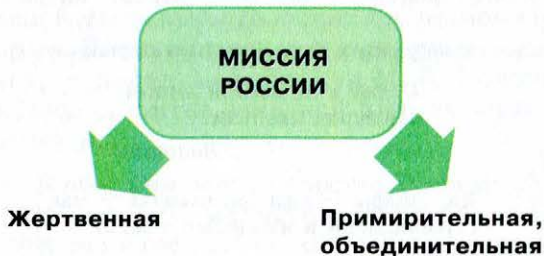 МИССИЯ
РОССИИ
Жертвенная
Примирительная,
объединительная